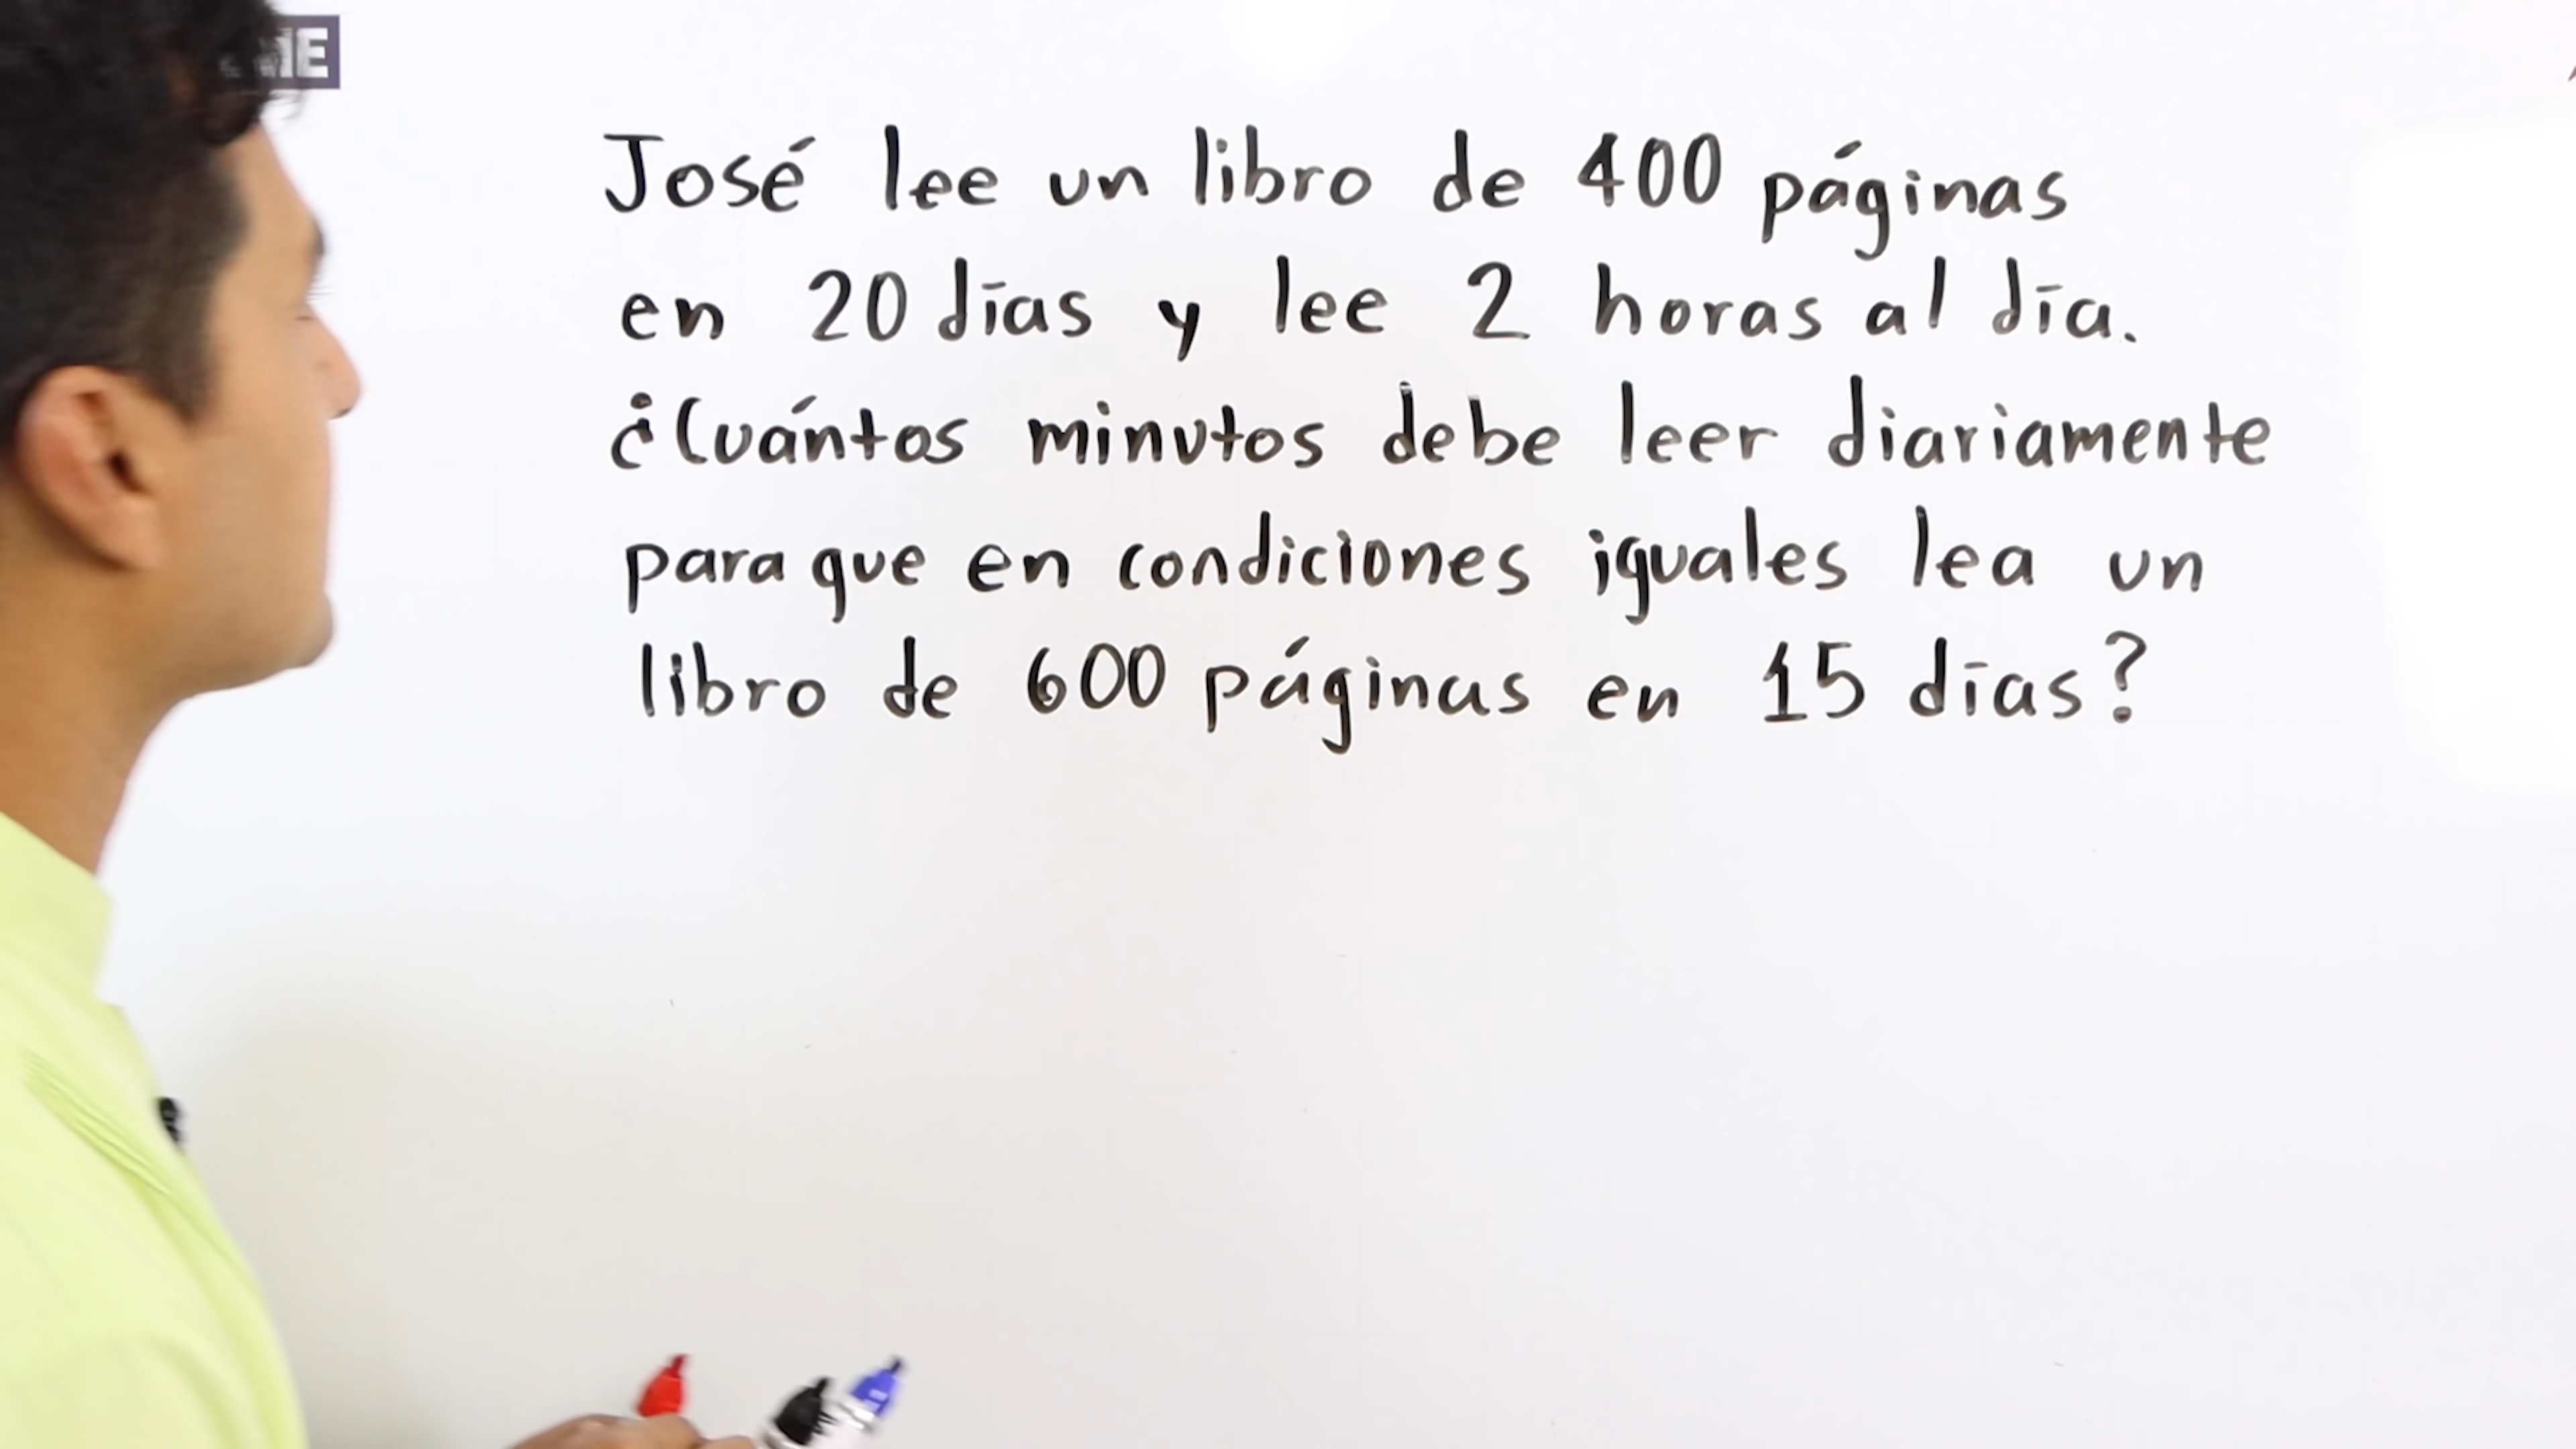 José lee un libro de 400 páginas
en 20 días y lee 2 horas al día.
¿Cuántos minutos debe leer diariamente
para que en condiciones iguales lea un
libro de 600 páginas en 15 días?